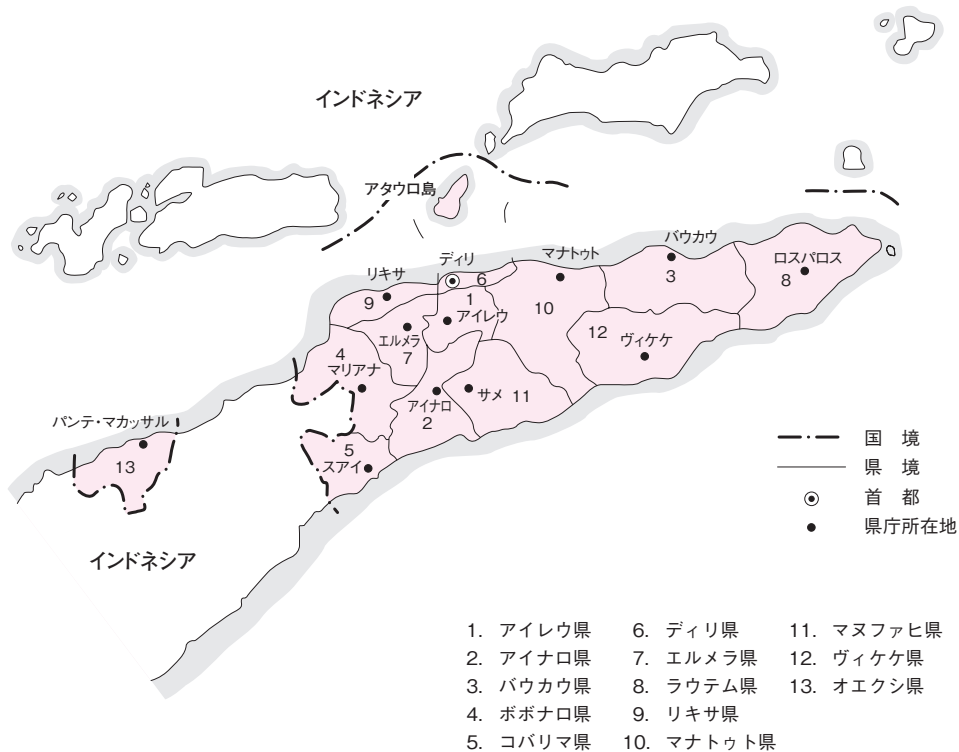 インドネシア
アタウロ島
ディリ
マナトゥト
バウカウ
リキサ
ロスパロス
6
3
8
9
1
アイレウ
10
エルメラ
7
12
ヴィケケ
4
マリアナ
アイナロ
2
サメ
11
パンテ・マカッサル
13
5
スアイ
インドネシア
国 境
県 境
首 都
県庁所在地
1. アイレウ県
2. アイナロ県
3. バウカウ県
4. ボボナロ県
5. コバリマ県
6. ディリ県
7. エルメラ県
8. ラウテム県
9. リキサ県
10. マナトゥト県
11. マヌファヒ県
12. ヴィケケ県
13. オエクシ県